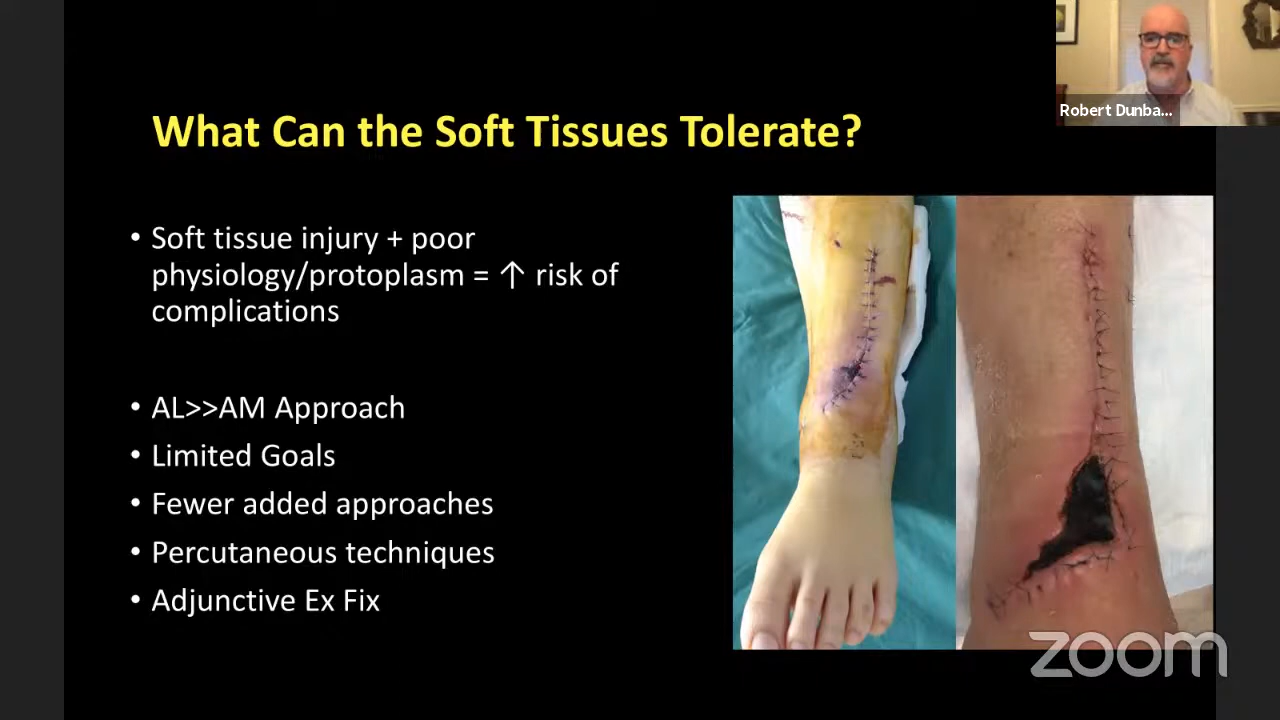 Robert Dunba...
What Can the Soft Tissues Tolerate?
• Soft tissue injury + poor
physiology/protoplasm = ↑ risk of
complications
• AL>>AM Approach
• Limited Goals
• Fewer added approaches
• Percutaneous techniques
• Adjunctive Ex Fix
zoom